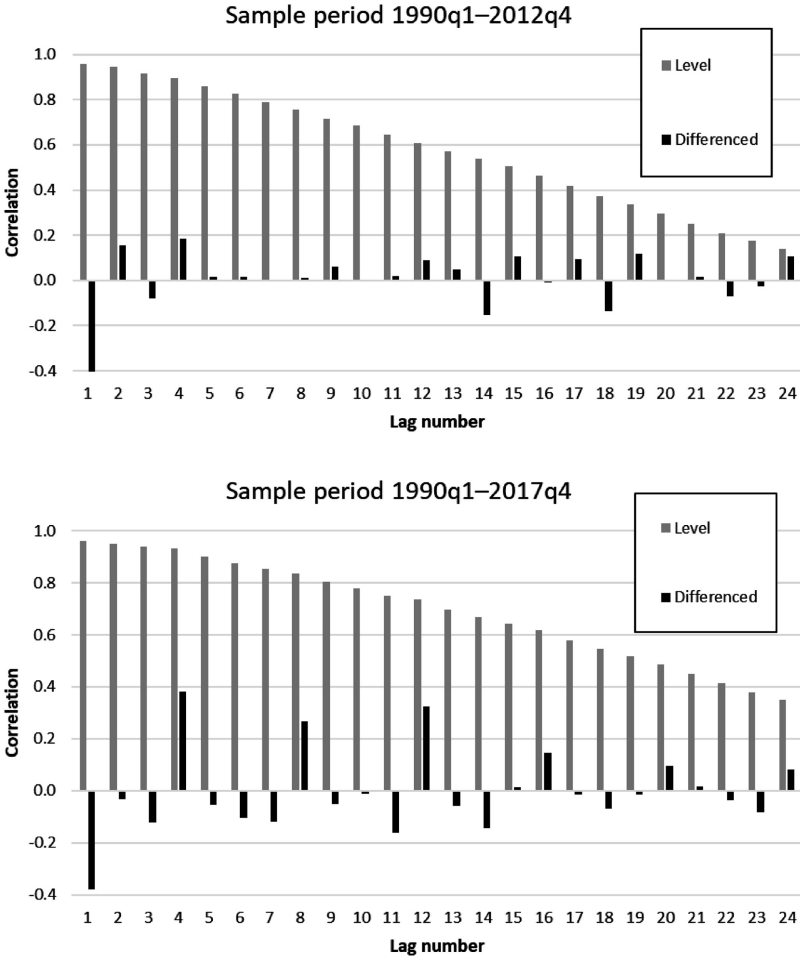 Sample period 1990q1–2012q4
Level
Differenced
1.0
0.8
0.6
0.4
0.2
0.0
-0.2
-0.4
Correlation
1 2 3 4 5 6 7 8 9 10 11 12 13 14 15 16 17 18 19 20 21 22 23 24
Lag number
Sample period 1990q1–2017q4
Level
Differenced
1.0
0.8
0.6
0.4
0.2
0.0
-0.2
-0.4
Correlation
1 2 3 4 5 6 7 8 9 10 11 12 13 14 15 16 17 18 19 20 21 22 23 24
Lag number